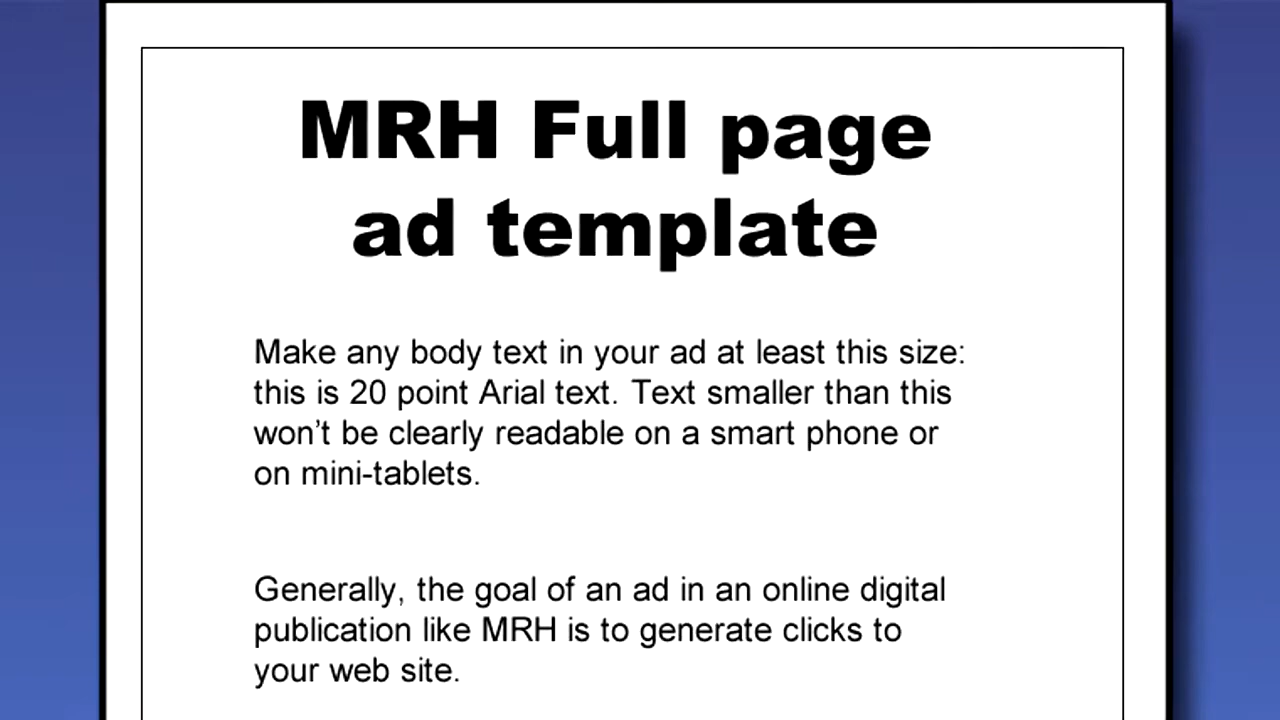 MRH Full page
ad template
Make any body text in your ad at least this size:
this is 20 point Arial text. Text smaller than this
won’t be clearly readable on a smart phone or
on mini-tablets.
Generally, the goal of an ad in an online digital
publication like MRH is to generate clicks to
your web site.